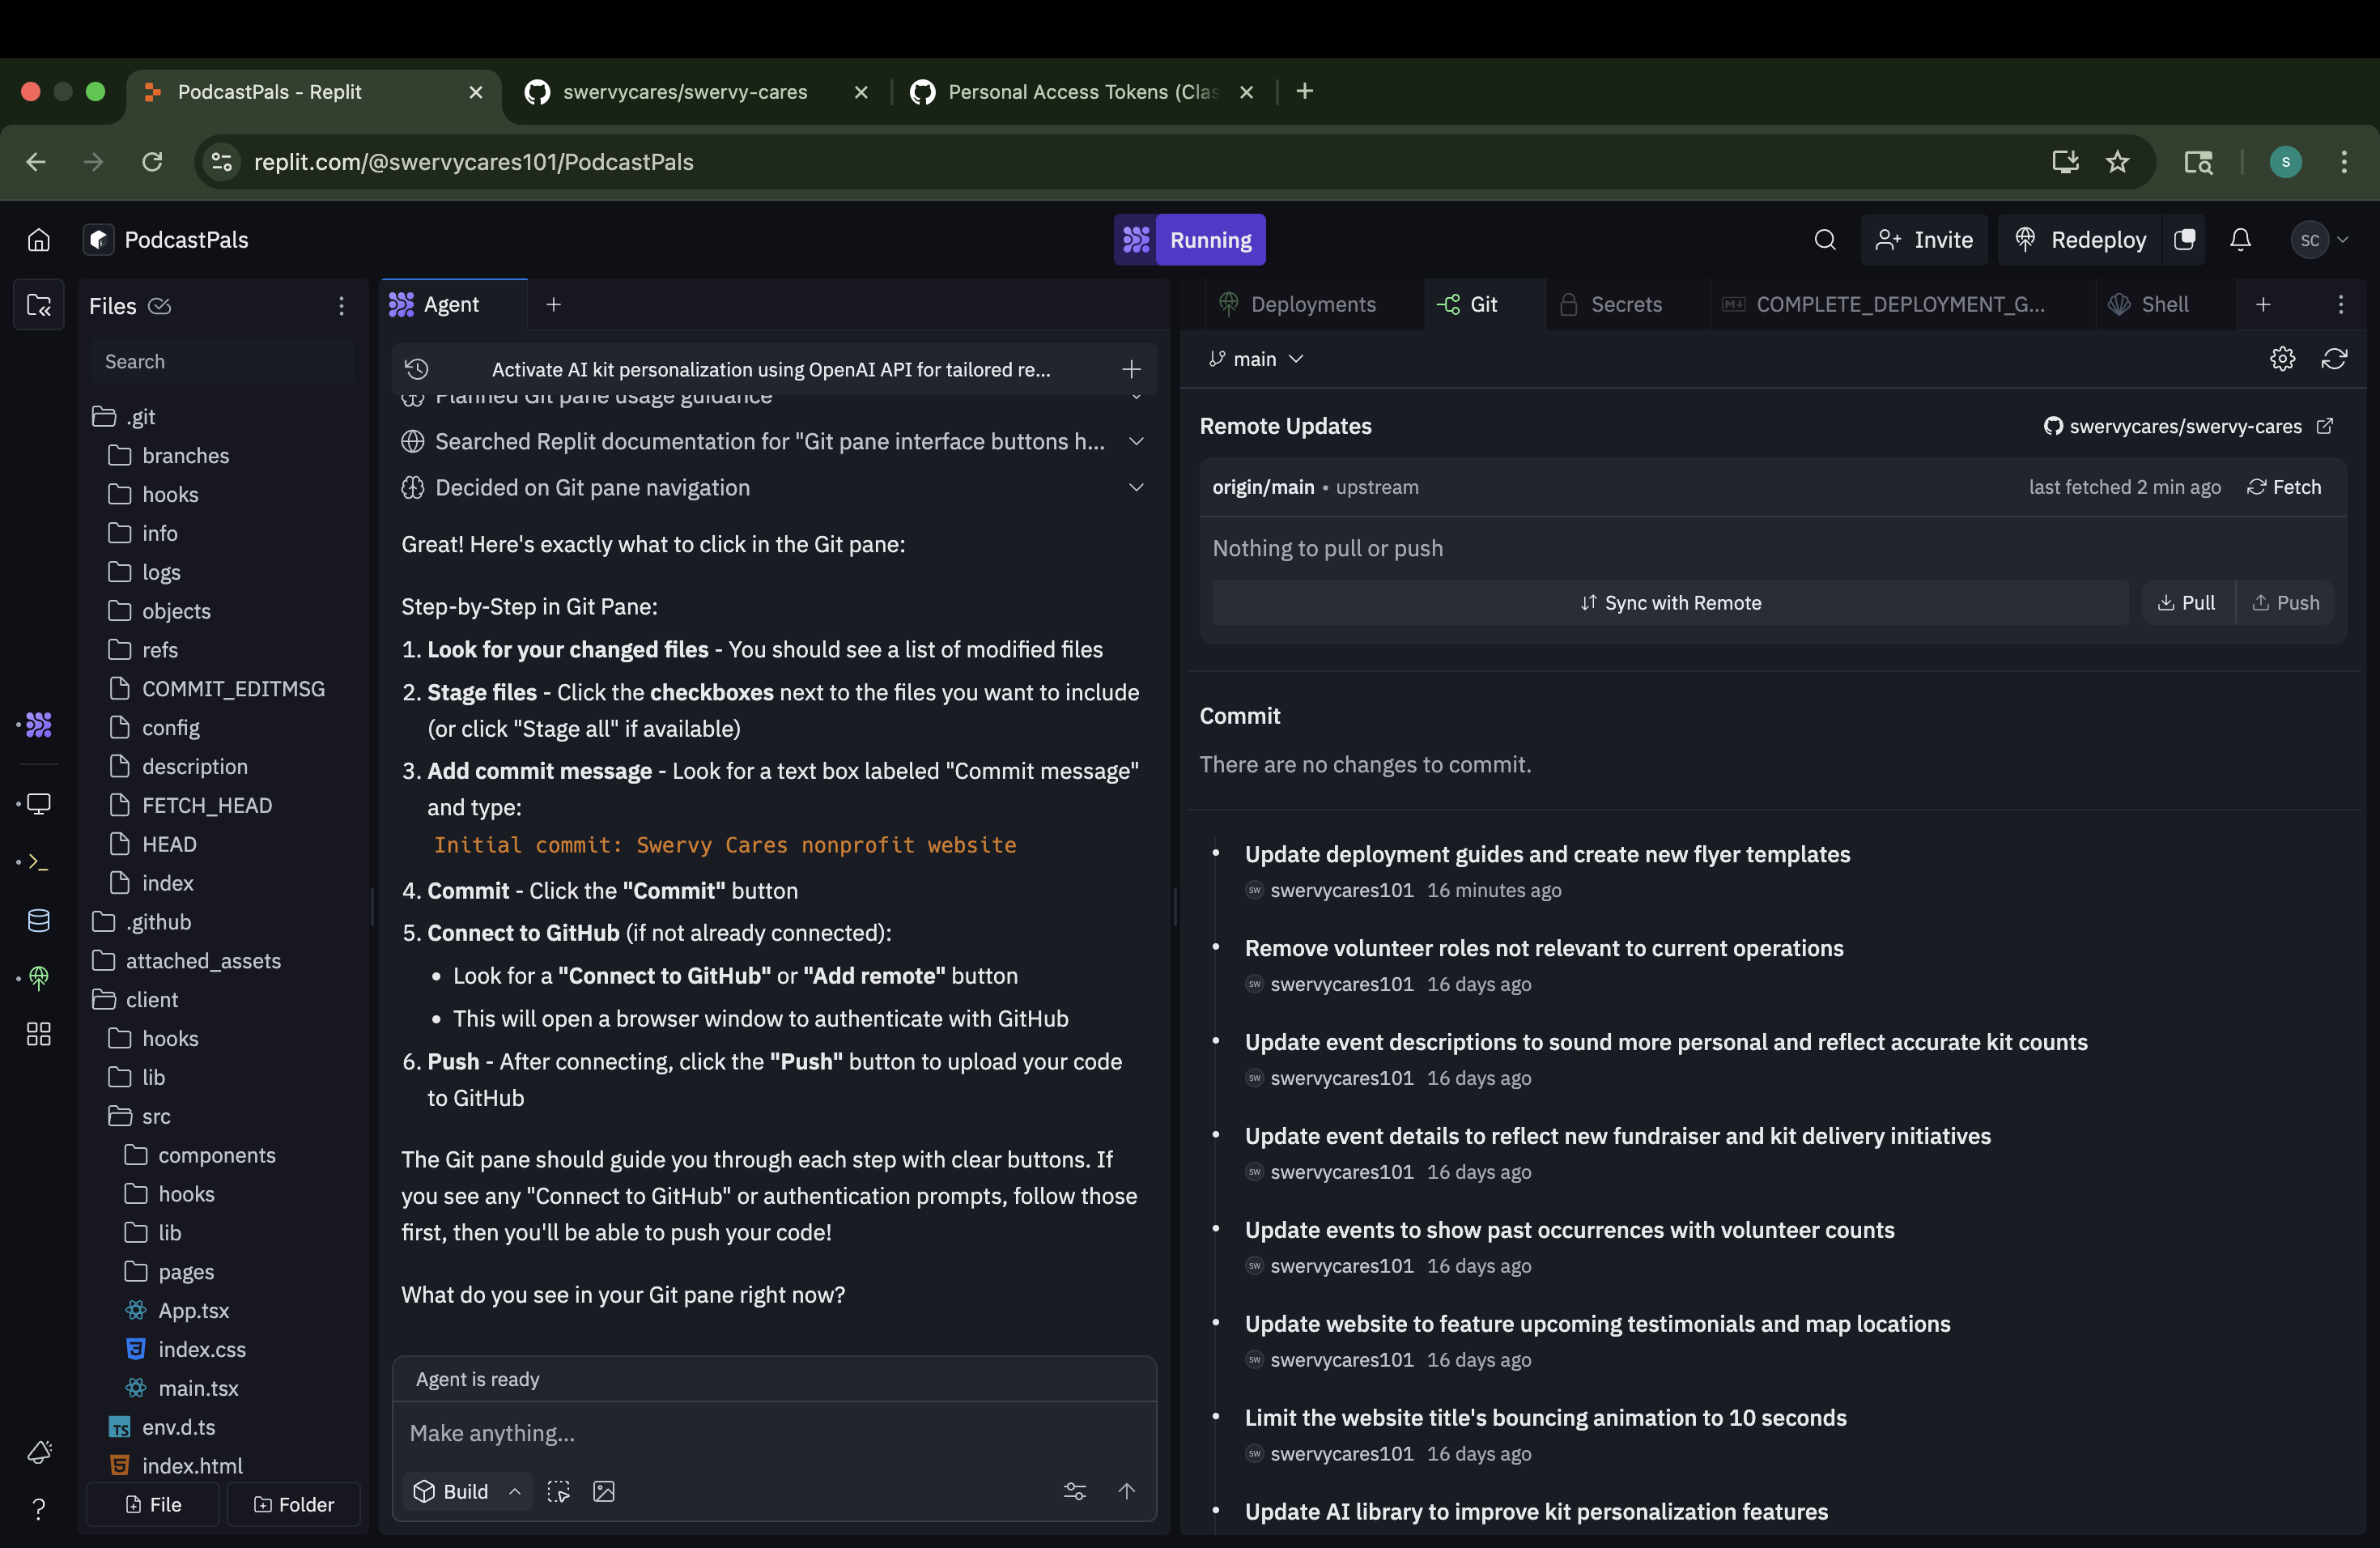 PodcastPals - Replit
swervycares/swervy-cares
Personal Access Tokens (Clas
replit.com/@swervycares101/PodcastPals
S
PodcastPals
Running
Invite
Redeploy
SC
Files
Search
.git
branches
hooks
info
logs
objects
refs
COMMIT_EDITMSG
config
description
FETCH_HEAD
HEAD
index
.github
attached_assets
client
hooks
lib
src
components
hooks
lib
pages
App.tsx
index.css
main.tsx
TS env.d.ts
index.html
File
Folder
Agent
Activate AI kit personalization using OpenAI API for tailored re...
Planned Git pane usage guidance
Searched Replit documentation for "Git pane interface buttons h...
Decided on Git pane navigation
Great! Here's exactly what to click in the Git pane:
Step-by-Step in Git Pane:
1. Look for your changed files - You should see a list of modified files
2. Stage files - Click the checkboxes next to the files you want to include
(or click "Stage all" if available)
3. Add commit message - Look for a text box labeled "Commit message"
and type:
Initial commit: Swervy Cares nonprofit website
4. Commit - Click the "Commit" button
5. Connect to GitHub (if not already connected):
• Look for a "Connect to GitHub" or "Add remote" button
• This will open a browser window to authenticate with GitHub
6. Push - After connecting, click the "Push" button to upload your code
to GitHub
The Git pane should guide you through each step with clear buttons. If
you see any "Connect to GitHub" or authentication prompts, follow those
first, then you'll be able to push your code!
What do you see in your Git pane right now?
Agent is ready
Make anything...
Build
Deployments
Git
Secrets
COMPLETE_DEPLOYMENT_G...
Shell
main
Remote Updates
swervycares/swervy-cares
origin/main • upstream
last fetched 2 min ago
Fetch
Nothing to pull or push
Sync with Remote
Pull
Push
Commit
There are no changes to commit.
Update deployment guides and create new flyer templates
SW swervycares101 16 minutes ago
Remove volunteer roles not relevant to current operations
SW swervycares101 16 days ago
Update event descriptions to sound more personal and reflect accurate kit counts
SW swervycares101 16 days ago
Update event details to reflect new fundraiser and kit delivery initiatives
SW swervycares101 16 days ago
Update events to show past occurrences with volunteer counts
SW swervycares101 16 days ago
Update website to feature upcoming testimonials and map locations
SW swervycares101 16 days ago
Limit the website title's bouncing animation to 10 seconds
SW swervycares101 16 days ago
Update AI library to improve kit personalization features